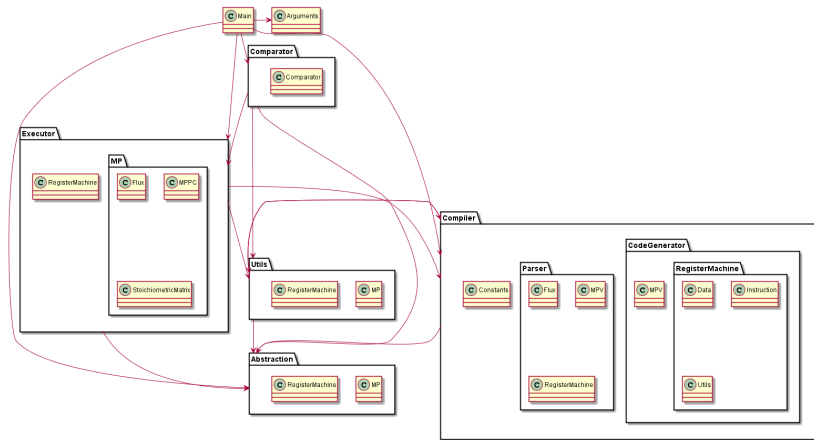 C Main
C Arguments
Comparator
C Comparator
Executor
MP
C RegisterMachine
C Flux
C MPPC
C StoichiometricMatrix
Utils
C RegisterMachine
C MP
Abstraction
C RegisterMachine
C MP
Compiler
C Constants
Parser
C Flux
C MPV
C RegisterMachine
CodeGenerator
C MPV
RegisterMachine
C Data
C Instruction
C Utils